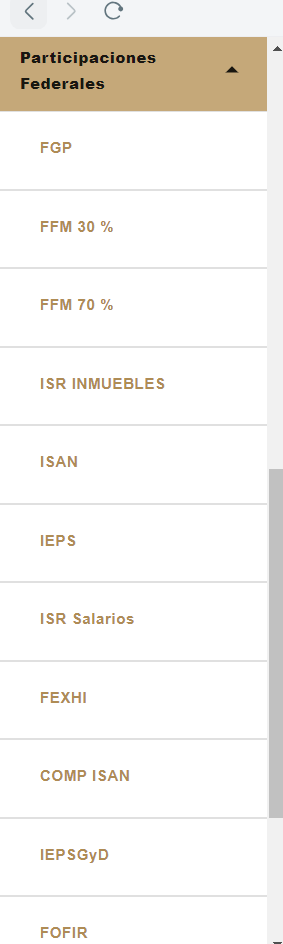 Participaciones
Federales
FGP
FFM 30 %
FFM 70 %
ISR INMUEBLES
ISAN
IEPS
ISR Salarios
FEXHI
COMP ISAN
IEPSGyD
FOFIR